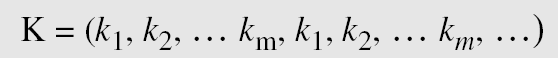 K = (k₁, k₂, … kₘ, k₁, k₂, … kₘ, …)